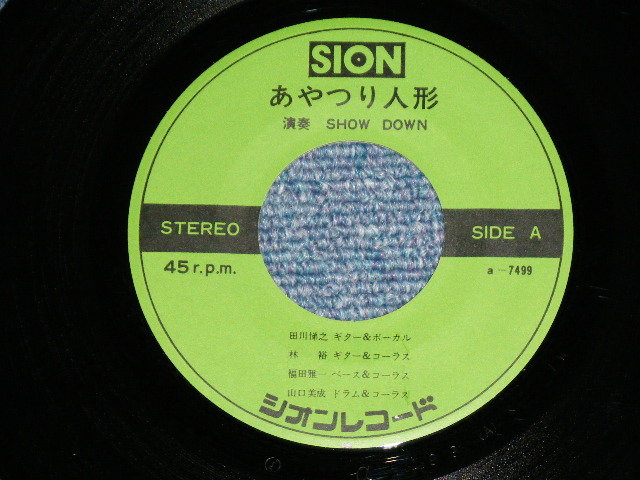 SION
あやつり人形
演奏 SHOW DOWN
STEREO
SIDE A
45 r.p.m.
a-7499
田川悌之 ギター&ボーカル
林 裕 ギター&コーラス
福田雅一 ベース&コーラス
山口美成 ドラム&コーラス
シオンレコード